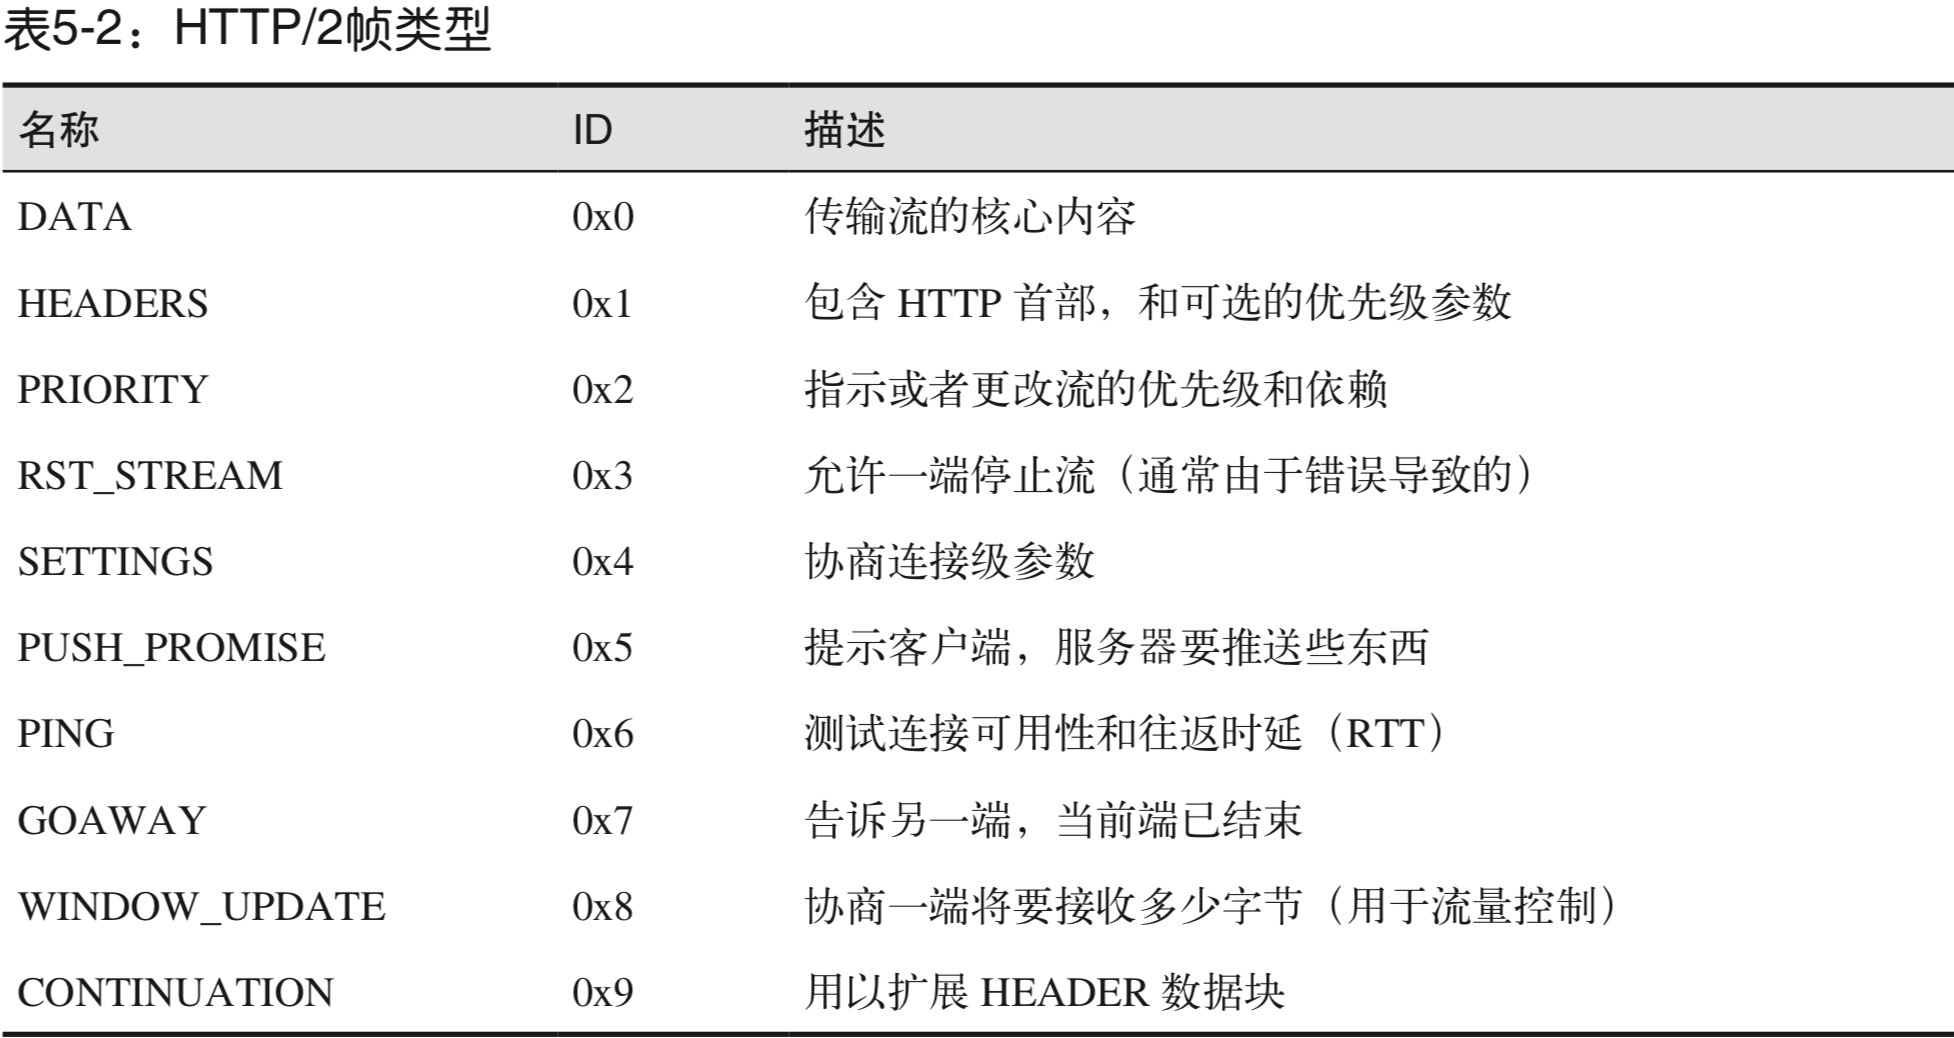 表5-2：HTTP/2帧类型
名称 ID 描述
DATA 0x0 传输流的核心内容
HEADERS 0x1 包含 HTTP 首部，和可选的优先级参数
PRIORITY 0x2 指示或者更改流的优先级和依赖
RST_STREAM 0x3 允许一端停止流（通常由于错误导致的）
SETTINGS 0x4 协商连接级参数
PUSH_PROMISE 0x5 提示客户端，服务器要推送些东西
PING 0x6 测试连接可用性和往返时延（RTT）
GOAWAY 0x7 告诉另一端，当前端已结束
WINDOW_UPDATE 0x8 协商一端将要接收多少字节（用于流量控制）
CONTINUATION 0x9 用以扩展 HEADER 数据块